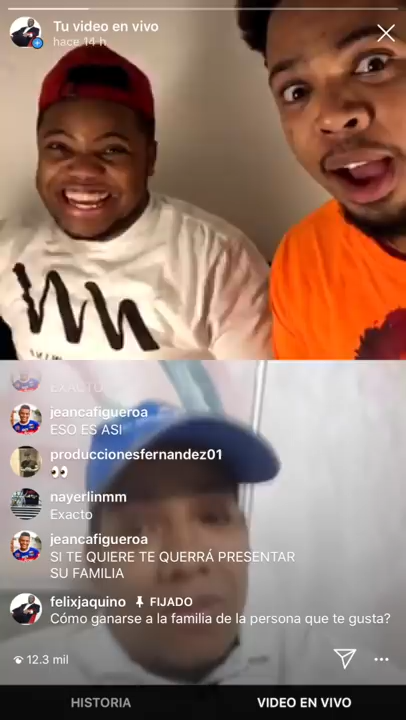 Tu video en vivo
hace 14 h
EXACTO
jeancafigueroa
ESO ES ASI
produccionesfernandez01
👀
nayerlinmm
Exacto
jeancafigueroa
SI TE QUIERE TE QUERRÁ PRESENTAR
SU FAMILIA
felixjaquino FIJADO
Cómo ganarse a la familia de la persona que te gusta?
12.3 mil
HISTORIA
VIDEO EN VIVO